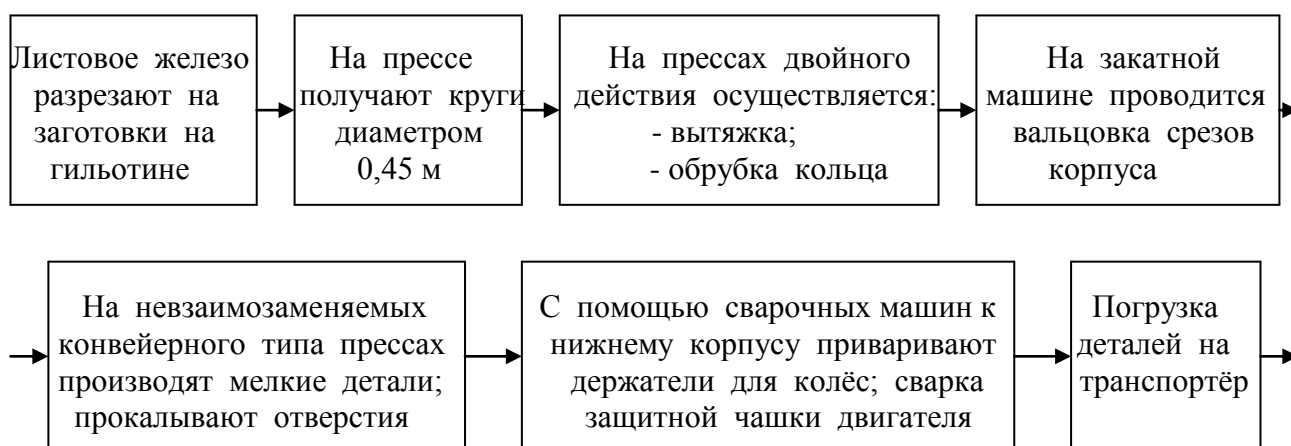 Листовое железо
разрезают на
заготовки на
гильотине
На прессе
получают круги
диаметром
0,45 м
На прессах двойного
действия осуществляется:
- вытяжка;
- обрубка кольца
На закатной
машине проводится
вальцовка срезов
корпуса
На невзаимозаменяемых
конвейерного типа прессах
производят мелкие детали;
прокалывают отверстия
С помощью сварочных машин к
нижнему корпусу приваривают
держатели для колёс; сварка
защитной чашки двигателя
Погрузка
деталей на
транспортёр